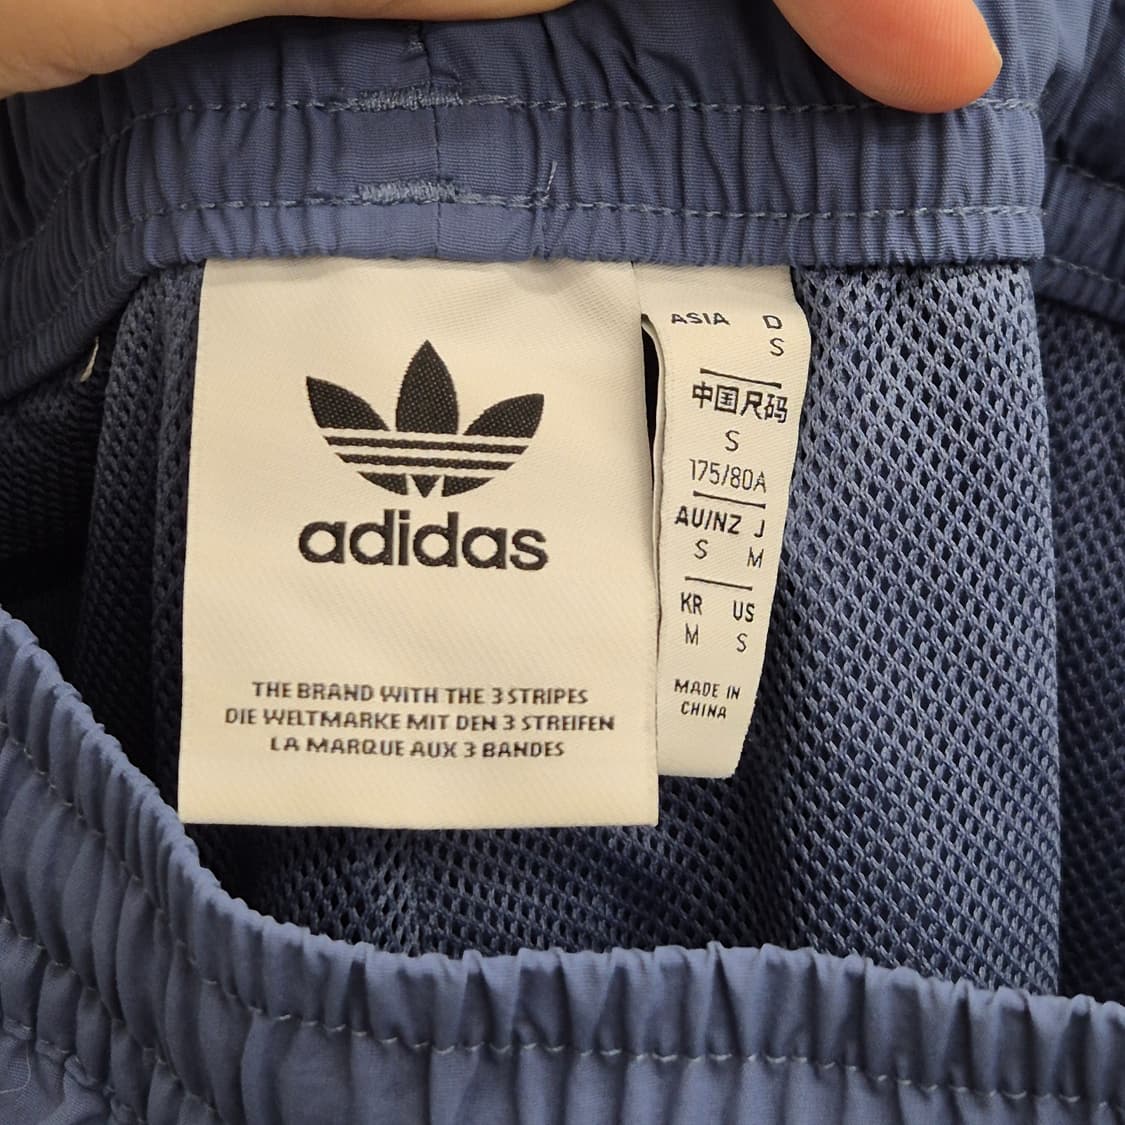 adidas
THE BRAND WITH THE 3 STRIPES
DIE WELTMARKE MIT DEN 3 STREIFEN
LA MARQUE AUX 3 BANDES
ASIA D
S
中国尺码
S
175/80A
AU/NZ J
S M
KR US
M S
MADE IN
CHINA